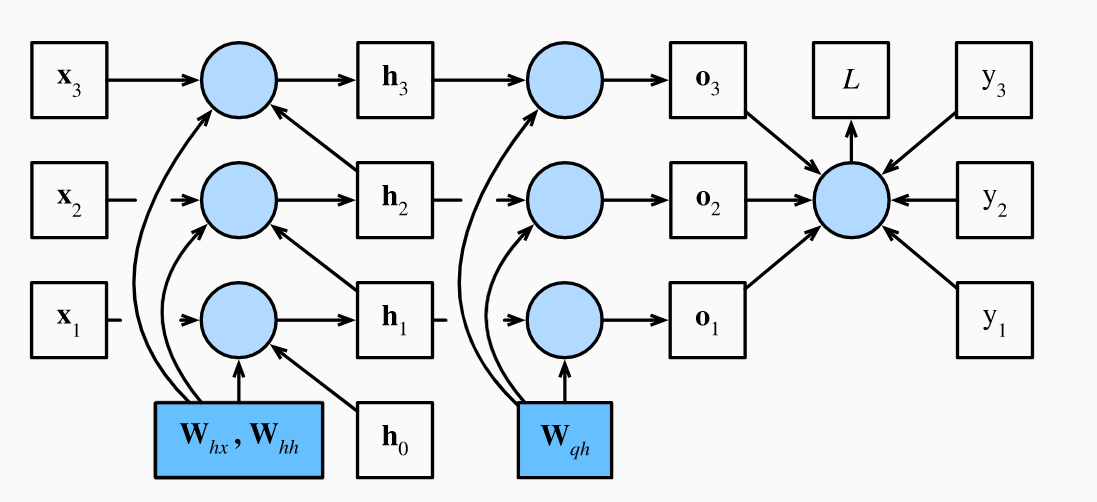 x3 h3 o3 L y3
x2 h2 o2 y2
x1 h1 o1 y1
Whx , Whh h0 Wqh